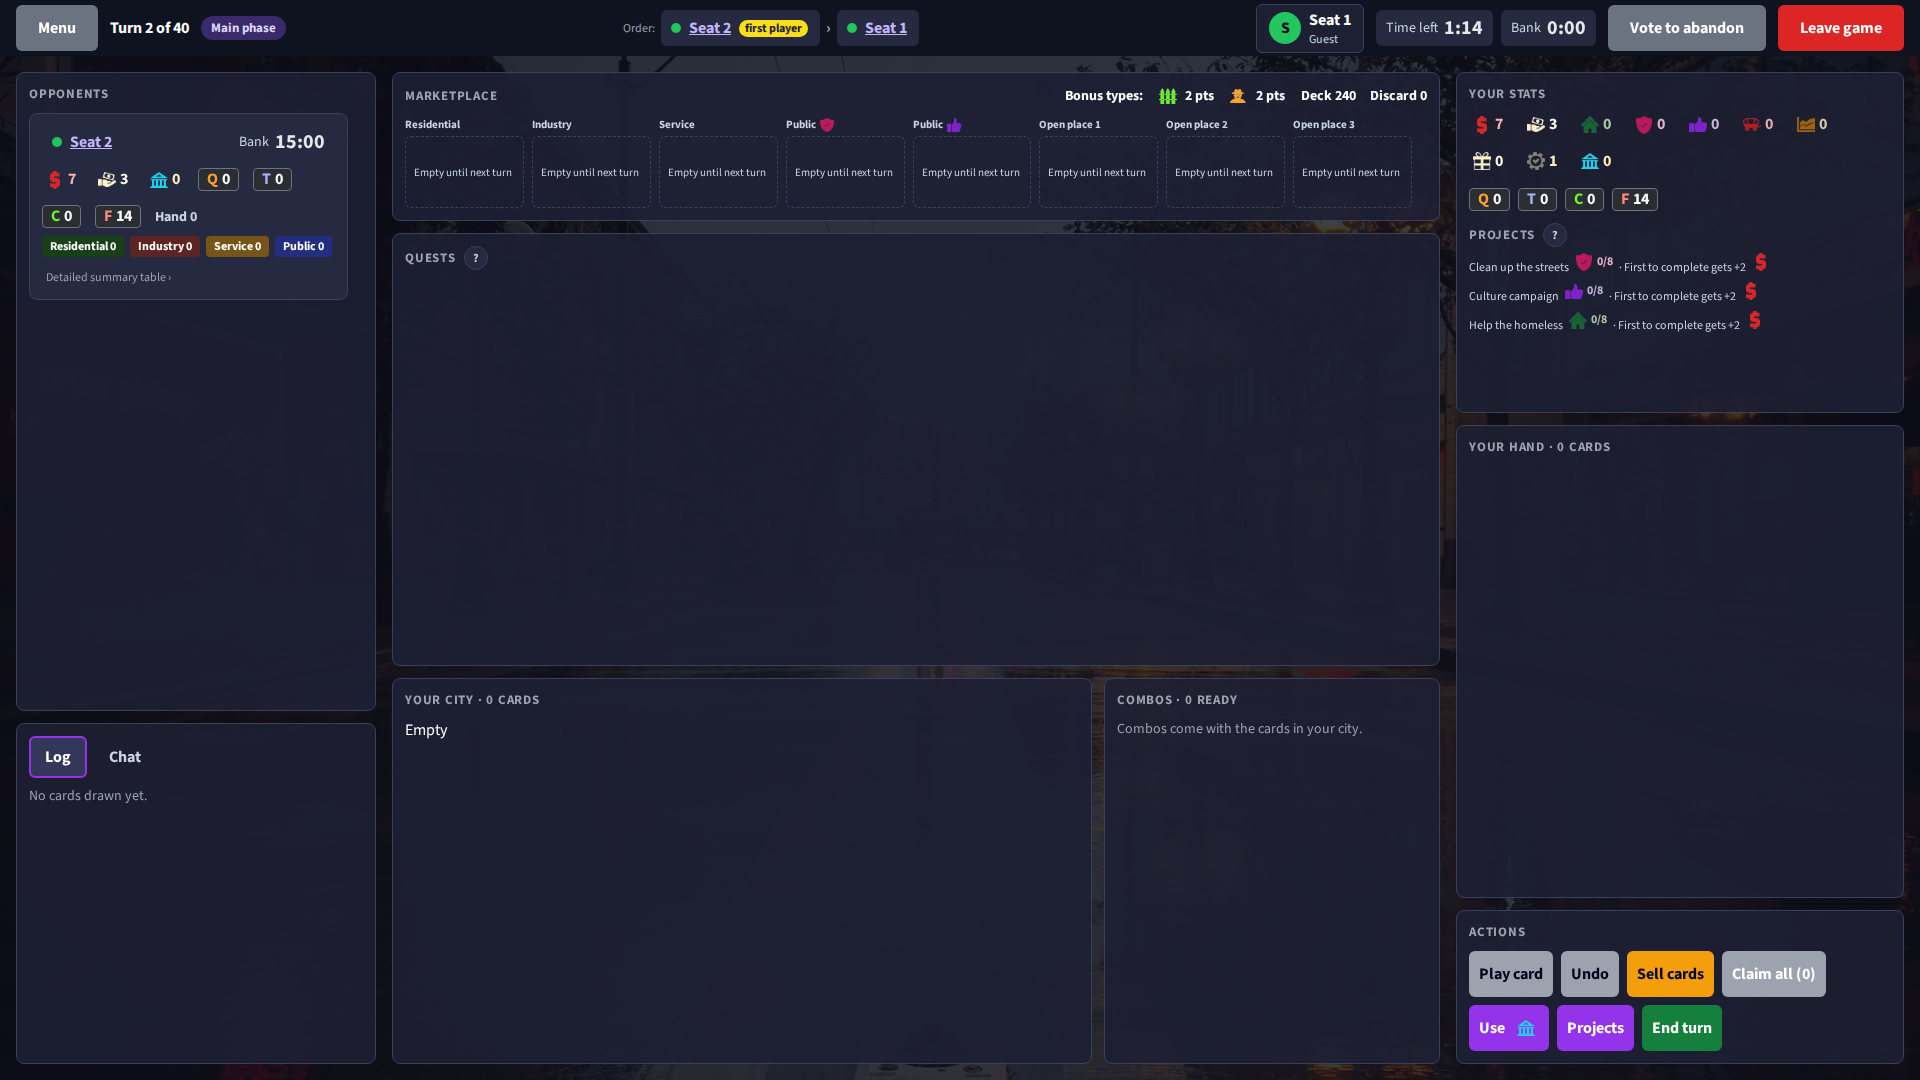 Menu
Turn 2 of 40
Main phase
Order:
Seat 2
first player
›
Seat 1
S
Seat 1
Guest
Time left 1:14
Bank 0:00
Vote to abandon
Leave game
OPPONENTS
Seat 2
Bank 15:00
7
3
0
Q 0
T 0
C 0
F 14
Hand 0
Residential 0
Industry 0
Service 0
Public 0
Detailed summary table ›
Log
Chat
No cards drawn yet.
MARKETPLACE
Bonus types:
2 pts
2 pts
Deck 240
Discard 0
Residential
Industry
Service
Public
Public
Open place 1
Open place 2
Open place 3
Empty until next turn
Empty until next turn
Empty until next turn
Empty until next turn
Empty until next turn
Empty until next turn
Empty until next turn
Empty until next turn
QUESTS ?
YOUR CITY · 0 CARDS
Empty
COMBOS · 0 READY
Combos come with the cards in your city.
YOUR STATS
7
3
0
0
0
0
0
0
1
0
Q 0
T 0
C 0
F 14
PROJECTS ?
Clean up the streets 0/8 · First to complete gets +2
Culture campaign 0/8 · First to complete gets +2
Help the homeless 0/8 · First to complete gets +2
YOUR HAND · 0 CARDS
ACTIONS
Play card
Undo
Sell cards
Claim all (0)
Use
Projects
End turn